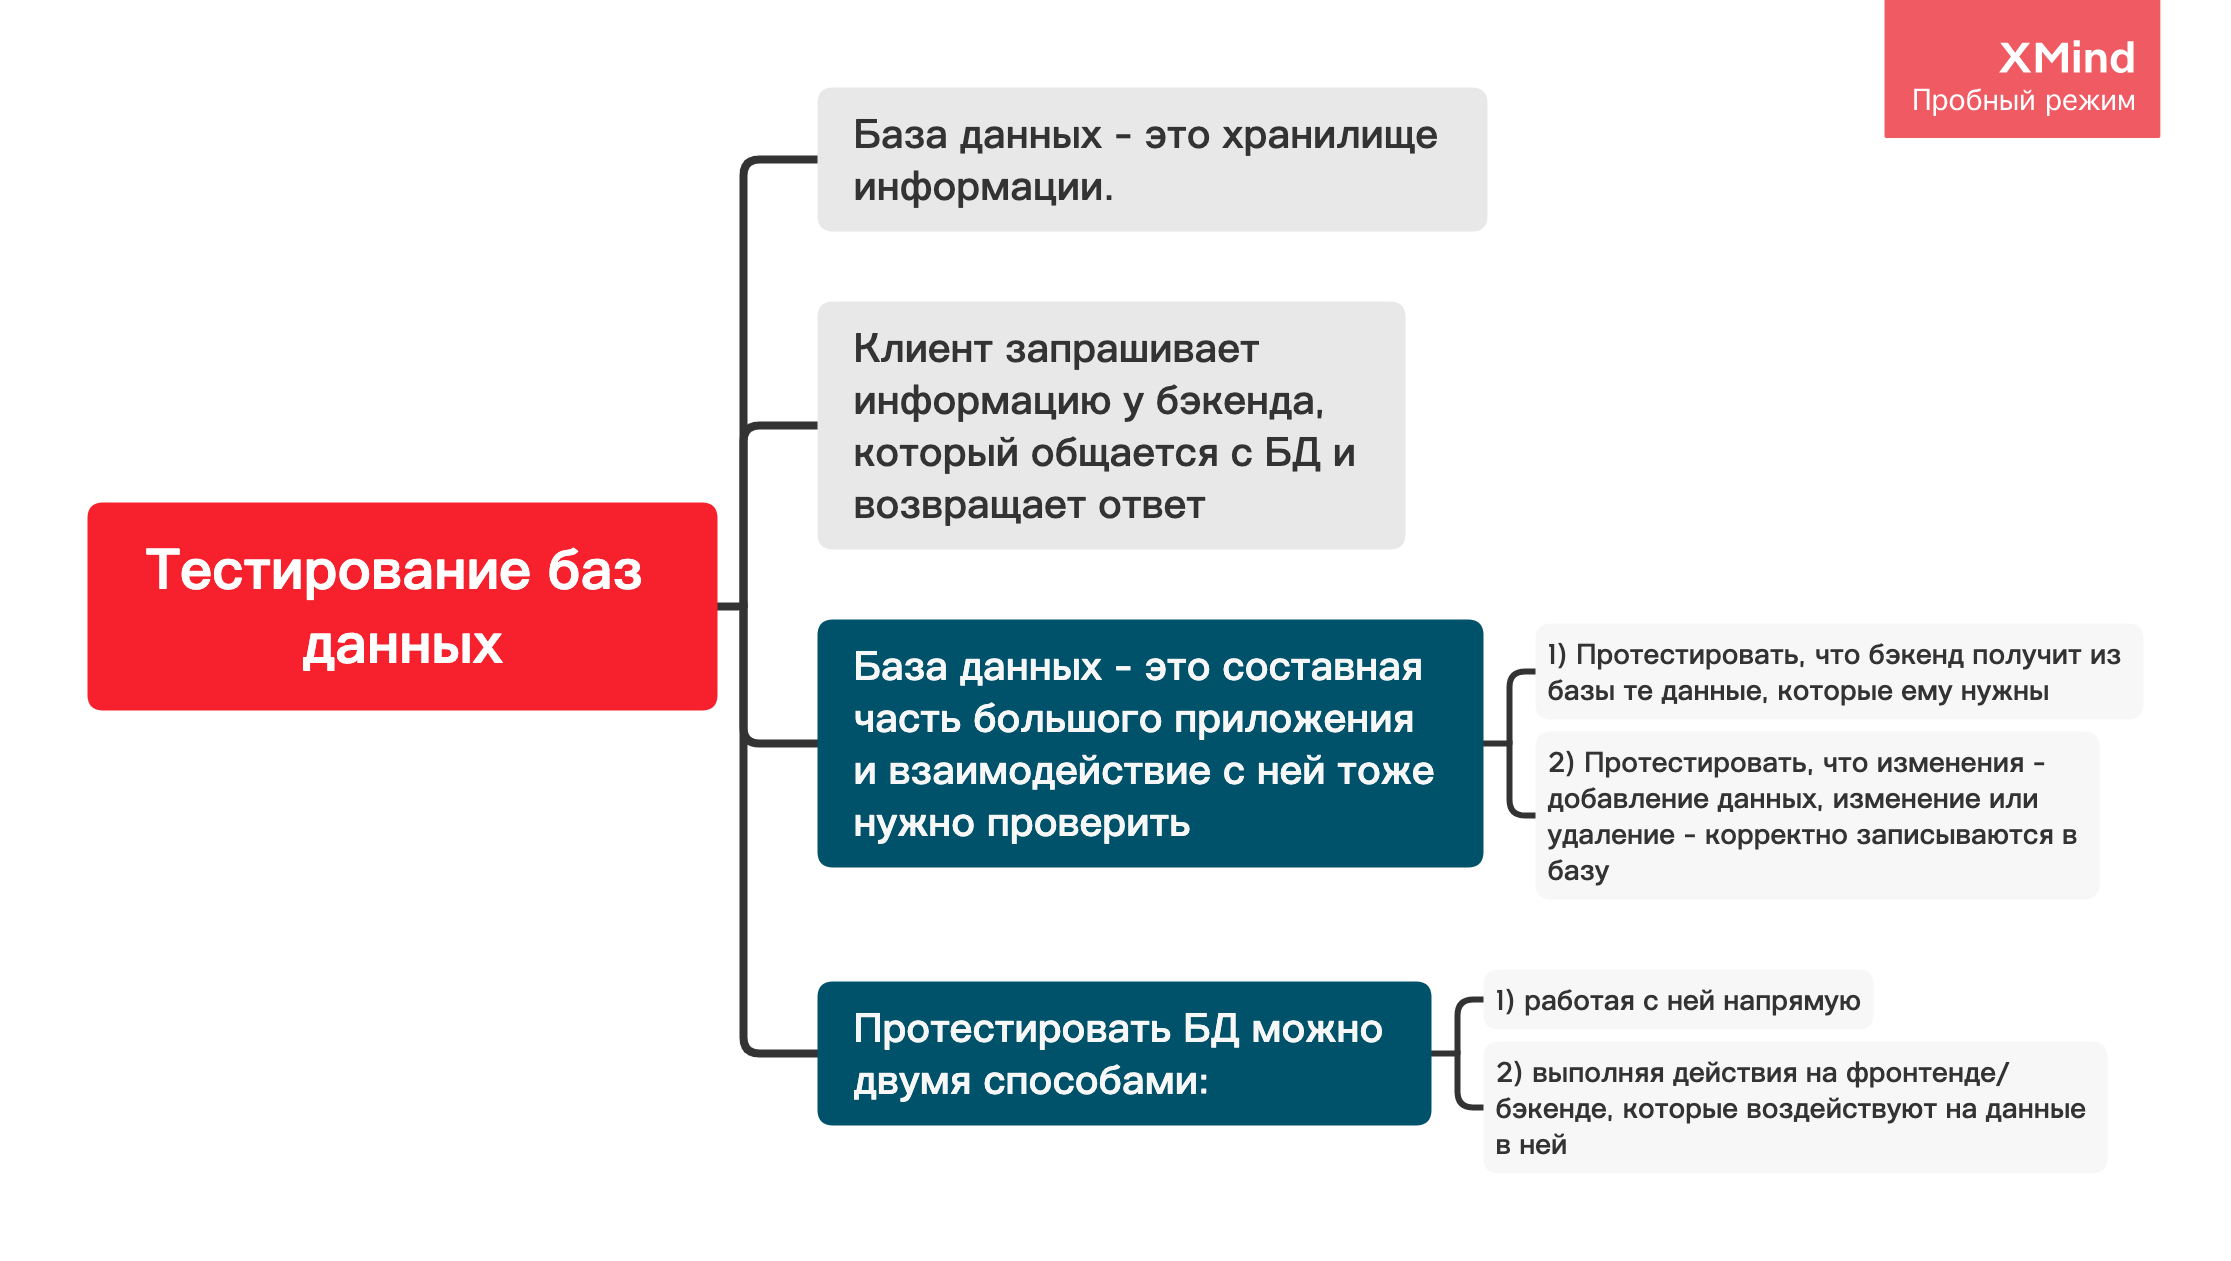 XMind
Пробный режим
База данных - это хранилище
информации.
Клиент запрашивает
информацию у бэкенда,
который общается с БД и
возвращает ответ
Тестирование баз
данных
База данных - это составная
часть большого приложения
и взаимодействие с ней тоже
нужно проверить
1) Протестировать, что бэкенд получит из
базы те данные, которые ему нужны
2) Протестировать, что изменения -
добавление данных, изменение или
удаление - корректно записываются в
базу
Протестировать БД можно
двумя способами:
1) работая с ней напрямую
2) выполняя действия на фронтенде/
бэкенде, которые воздействуют на данные
в ней